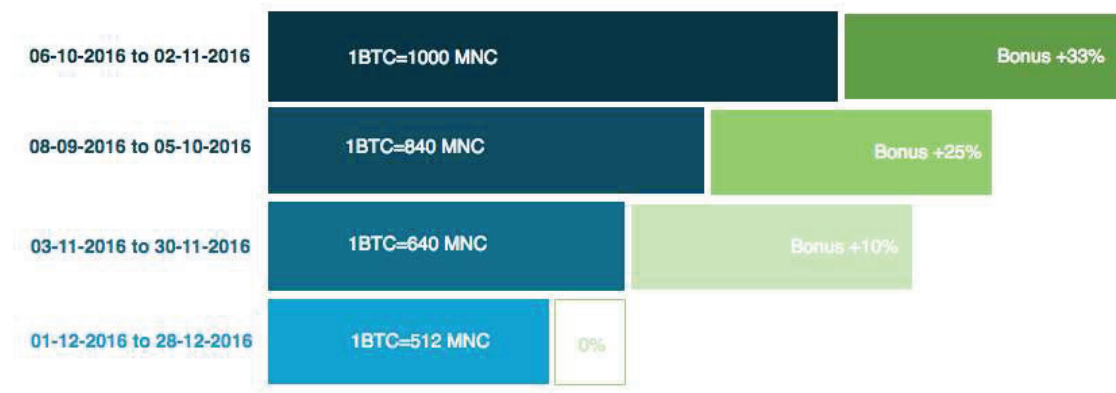 06-10-2016 to 02-11-2016 1BTC=1000 MNC Bonus +33%
08-09-2016 to 05-10-2016 1BTC=840 MNC Bonus +25%
03-11-2016 to 30-11-2016 1BTC=640 MNC Bonus +10%
01-12-2016 to 28-12-2016 1BTC=512 MNC 0%